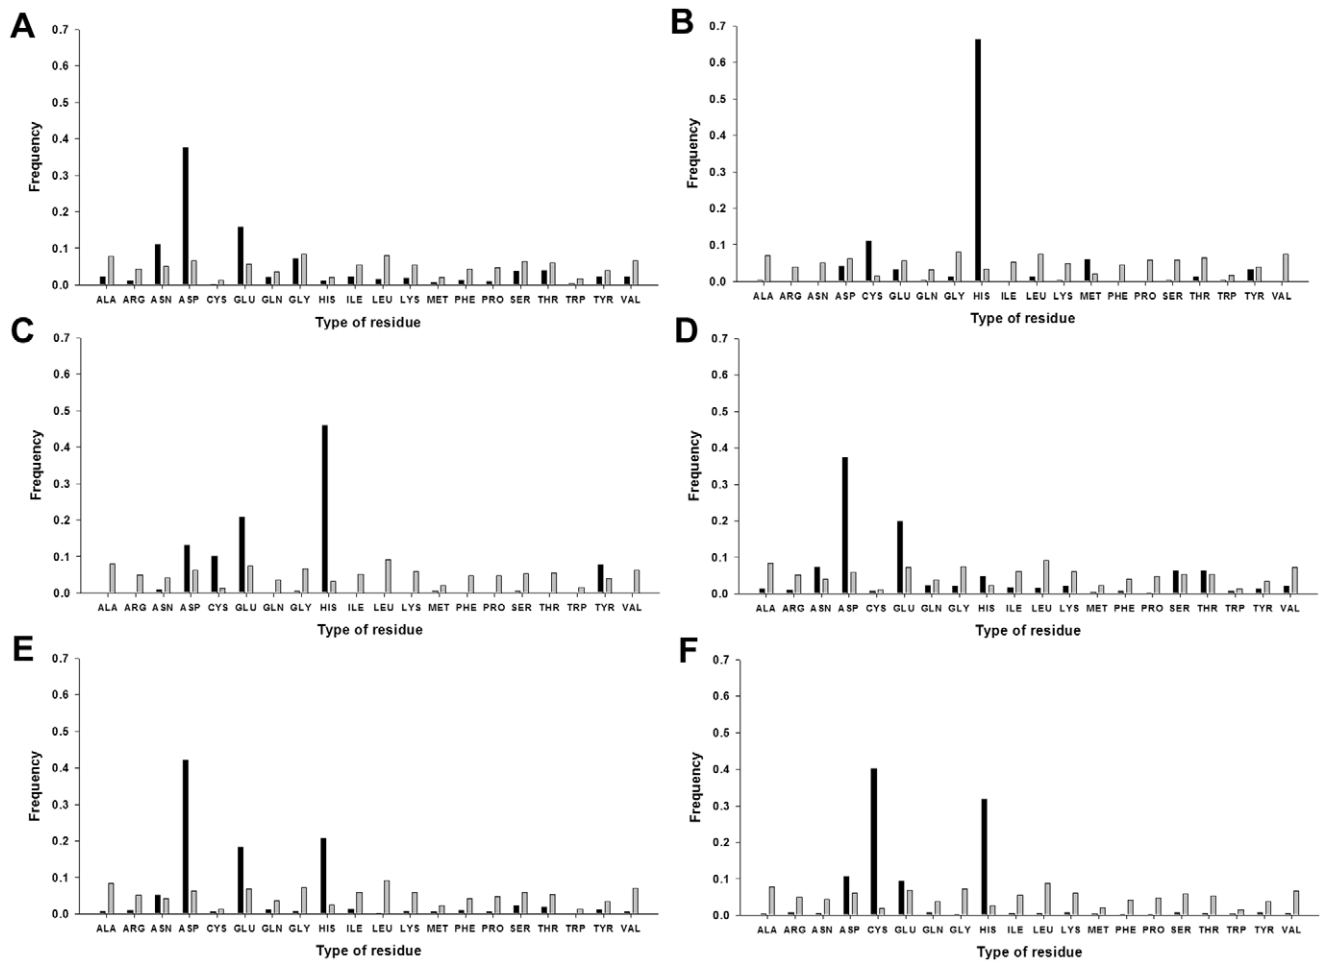 A
0.7
0.6
0.5
0.4
0.3
0.2
0.1
0.0
Frequency
ALA ARG ASN ASP CYS GLU GLN GLY HIS ILE LEU LYS MET PHE PRO SER THR TRP TYR VAL
Type of residue
B
0.7
0.6
0.5
0.4
0.3
0.2
0.1
0.0
Frequency
ALA ARG ASN ASP CYS GLU GLN GLY HIS ILE LEU LYS MET PHE PRO SER THR TRP TYR VAL
Type of residue
C
0.7
0.6
0.5
0.4
0.3
0.2
0.1
0.0
Frequency
ALA ARG ASN ASP CYS GLU GLN GLY HIS ILE LEU LYS MET PHE PRO SER THR TRP TYR VAL
Type of residue
D
0.7
0.6
0.5
0.4
0.3
0.2
0.1
0.0
Frequency
ALA ARG ASN ASP CYS GLU GLN GLY HIS ILE LEU LYS MET PHE PRO SER THR TRP TYR VAL
Type of residue
E
0.7
0.6
0.5
0.4
0.3
0.2
0.1
0.0
Frequency
ALA ARG ASN ASP CYS GLU GLN GLY HIS ILE LEU LYS MET PHE PRO SER THR TRP TYR VAL
Type of residue
F
0.7
0.6
0.5
0.4
0.3
0.2
0.1
0.0
Frequency
ALA ARG ASN ASP CYS GLU GLN GLY HIS ILE LEU LYS MET PHE PRO SER THR TRP TYR VAL
Type of residue